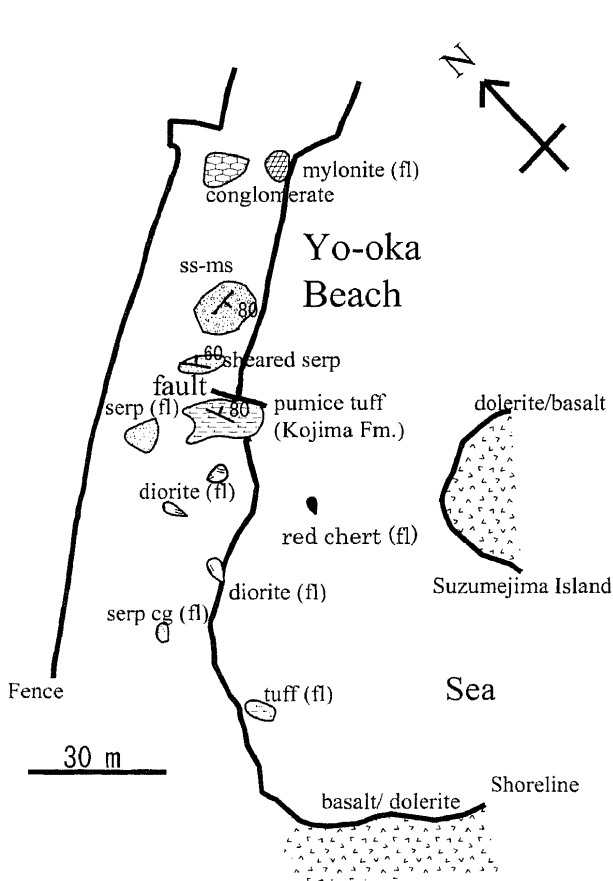 N
mylonite (fl)
conglomerate
Yo-oka
Beach
ss-ms
80
60
sheared serp
fault
serp (fl)
80
pumice tuff
(Kojima Fm.)
dolerite/basalt
diorite (fl)
red chert (fl)
Suzumejima Island
diorite (fl)
serp cg (fl)
Fence
tuff (fl)
Sea
30 m
basalt/ dolerite
Shoreline